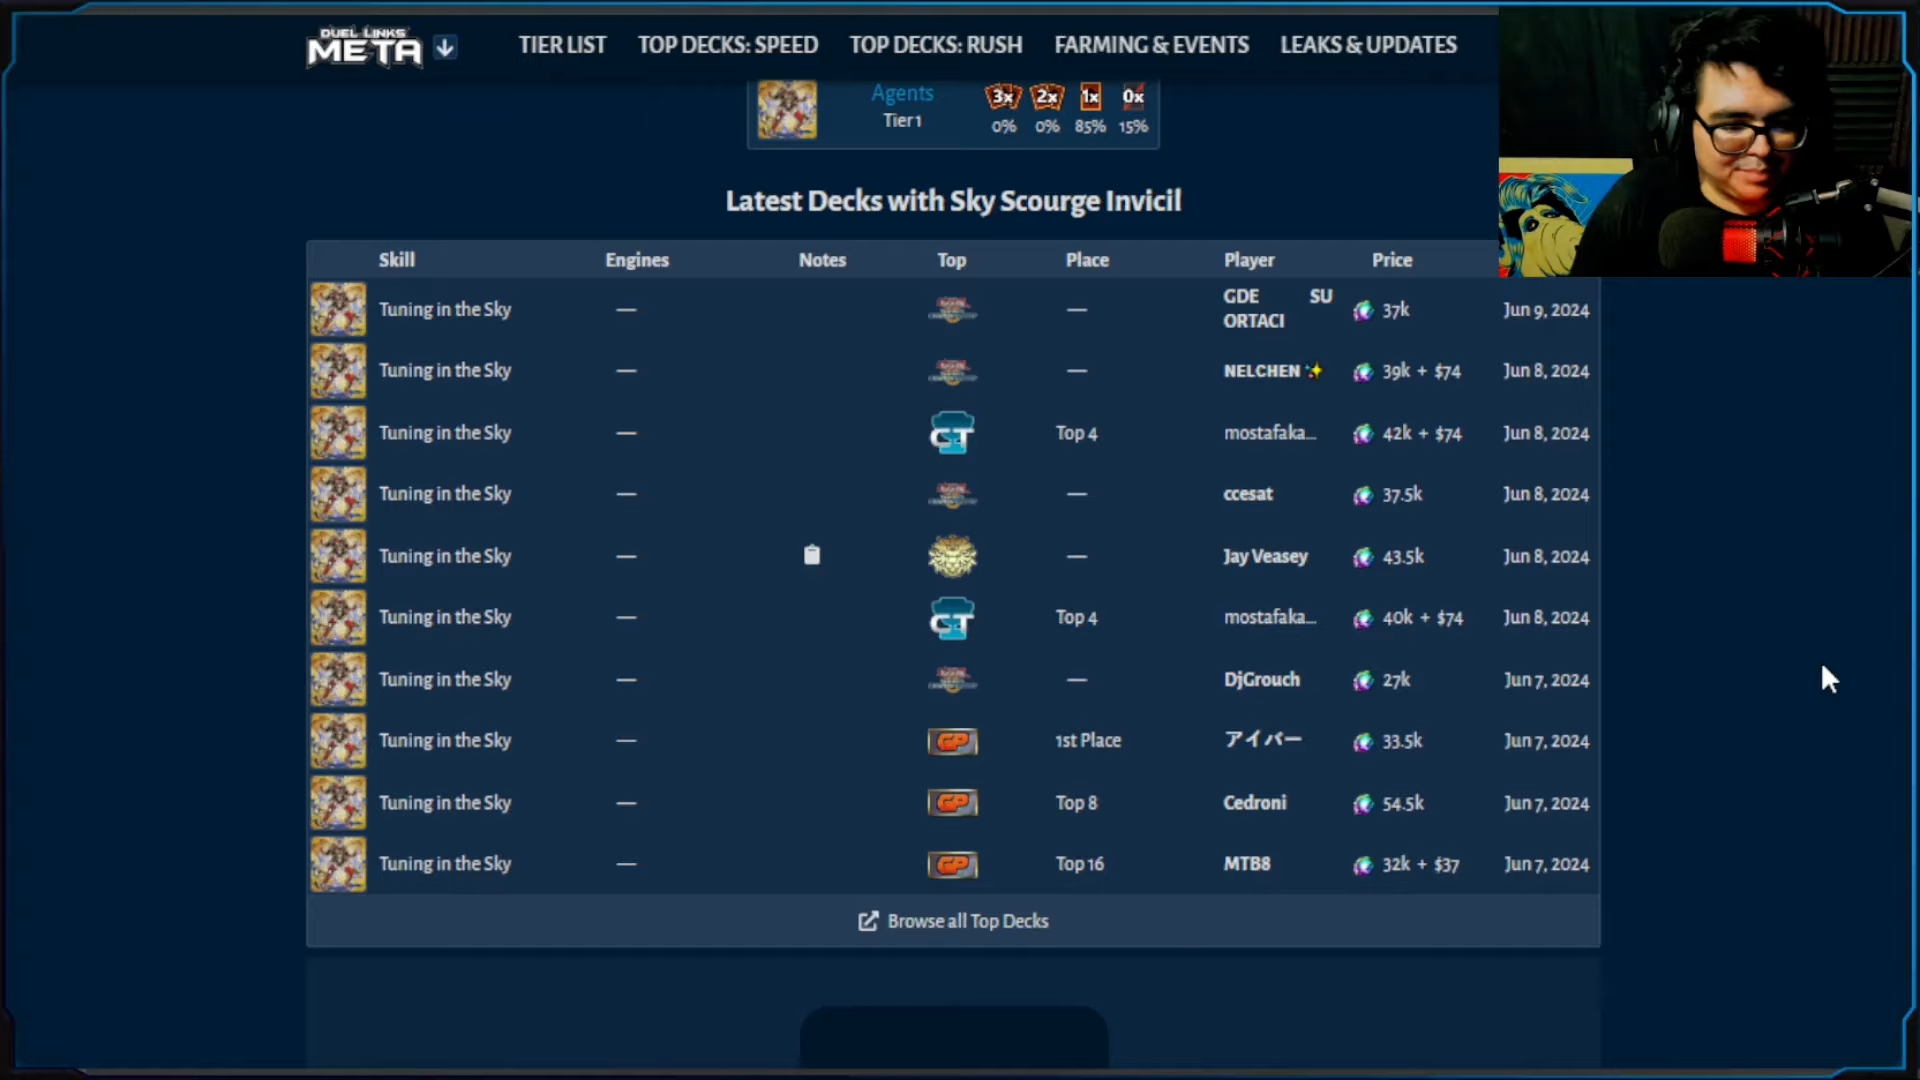 DUEL LINKS
META
TIER LIST TOP DECKS: SPEED TOP DECKS: RUSH FARMING & EVENTS LEAKS & UPDATES
Agents 3x 2x 1x 0x
Tier 1 0% 0% 85% 15%
Latest Decks with Sky Scourge Invicil
Skill Engines Notes Top Place Player Price
Tuning in the Sky — — GDE SU ORTACI 37k Jun 9, 2024
Tuning in the Sky — — NELCHEN ✨ 39k + $74 Jun 8, 2024
Tuning in the Sky — CT Top 4 mostafaka... 42k + $74 Jun 8, 2024
Tuning in the Sky — — ccesat 37.5k Jun 8, 2024
Tuning in the Sky — — Jay Veasey 43.5k Jun 8, 2024
Tuning in the Sky — CT Top 4 mostafaka... 40k + $74 Jun 8, 2024
Tuning in the Sky — — DjGrouch 27k Jun 7, 2024
Tuning in the Sky — GP 1st Place アイバー 33.5k Jun 7, 2024
Tuning in the Sky — GP Top 8 Cedroni 54.5k Jun 7, 2024
Tuning in the Sky — GP Top 16 MTB8 32k + $37 Jun 7, 2024
Browse all Top Decks